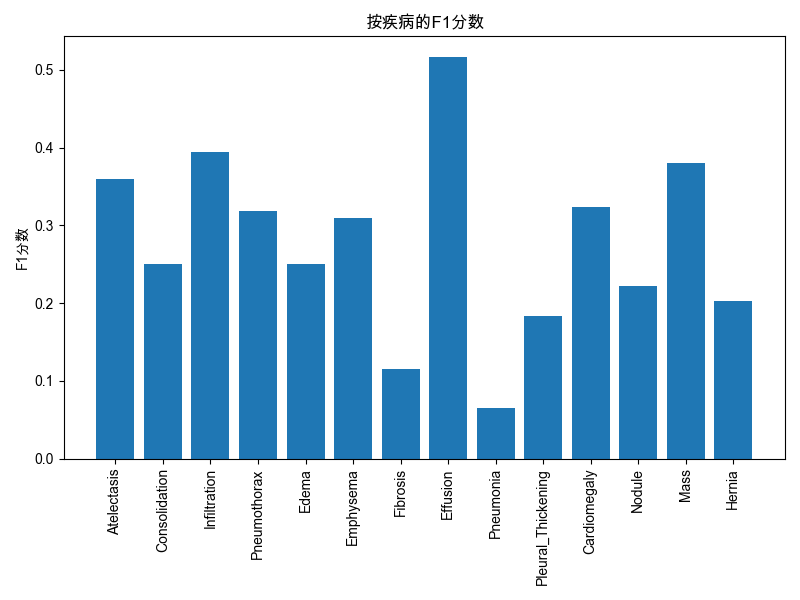 按疾病的F1分数
F1分数
0.5
0.4
0.3
0.2
0.1
0.0
Atelectasis
Consolidation
Infiltration
Pneumothorax
Edema
Emphysema
Fibrosis
Effusion
Pneumonia
Pleural_Thickening
Cardiomegaly
Nodule
Mass
Hernia